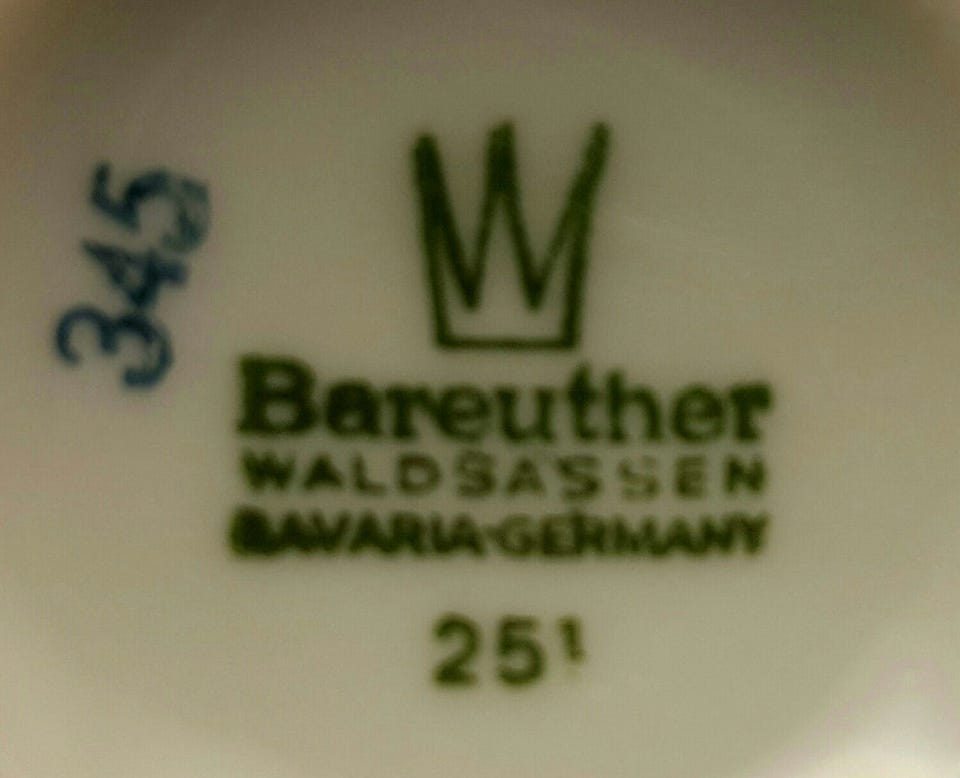 345
Bareuther
WALDSASSEN
BAVARIA-GERMANY
25¹